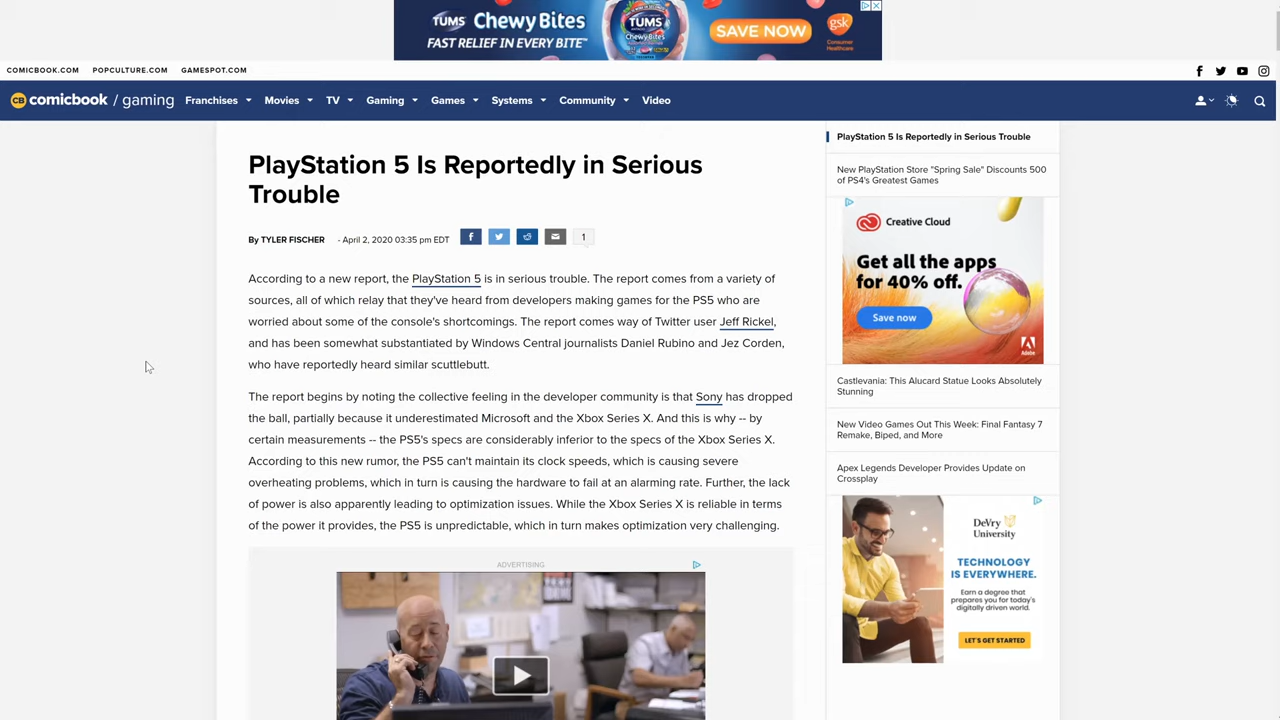 TUMS Chewy Bites
FAST RELIEF IN EVERY BITE™
TUMS
Chewy Bites
SAVE NOW
gsk
Consumer
Healthcare
COMICBOOK.COM POPCULTURE.COM GAMESPOT.COM
CB comicbook / gaming Franchises Movies TV Gaming Games Systems Community Video
PlayStation 5 Is Reportedly in Serious
Trouble
By TYLER FISCHER - April 2, 2020 03:35 pm EDT 1
According to a new report, the PlayStation 5 is in serious trouble. The report comes from a variety of
sources, all of which relay that they've heard from developers making games for the PS5 who are
worried about some of the console's shortcomings. The report comes way of Twitter user Jeff Rickel,
and has been somewhat substantiated by Windows Central journalists Daniel Rubino and Jez Corden,
who have reportedly heard similar scuttlebutt.
The report begins by noting the collective feeling in the developer community is that Sony has dropped
the ball, partially because it underestimated Microsoft and the Xbox Series X. And this is why -- by
certain measurements -- the PS5's specs are considerably inferior to the specs of the Xbox Series X.
According to this new rumor, the PS5 can't maintain its clock speeds, which is causing severe
overheating problems, which in turn is causing the hardware to fail at an alarming rate. Further, the lack
of power is also apparently leading to optimization issues. While the Xbox Series X is reliable in terms
of the power it provides, the PS5 is unpredictable, which in turn makes optimization very challenging.
ADVERTISING
PlayStation 5 Is Reportedly in Serious Trouble
New PlayStation Store "Spring Sale" Discounts 500
of PS4's Greatest Games
Creative Cloud
Get all the apps
for 40% off.
Save now
Adobe
Castlevania: This Alucard Statue Looks Absolutely
Stunning
New Video Games Out This Week: Final Fantasy 7
Remake, Biped, and More
Apex Legends Developer Provides Update on
Crossplay
DeVry
University
TECHNOLOGY
IS EVERYWHERE.
Earn a degree that
prepares you for today's
digitally driven world.
LET'S GET STARTED